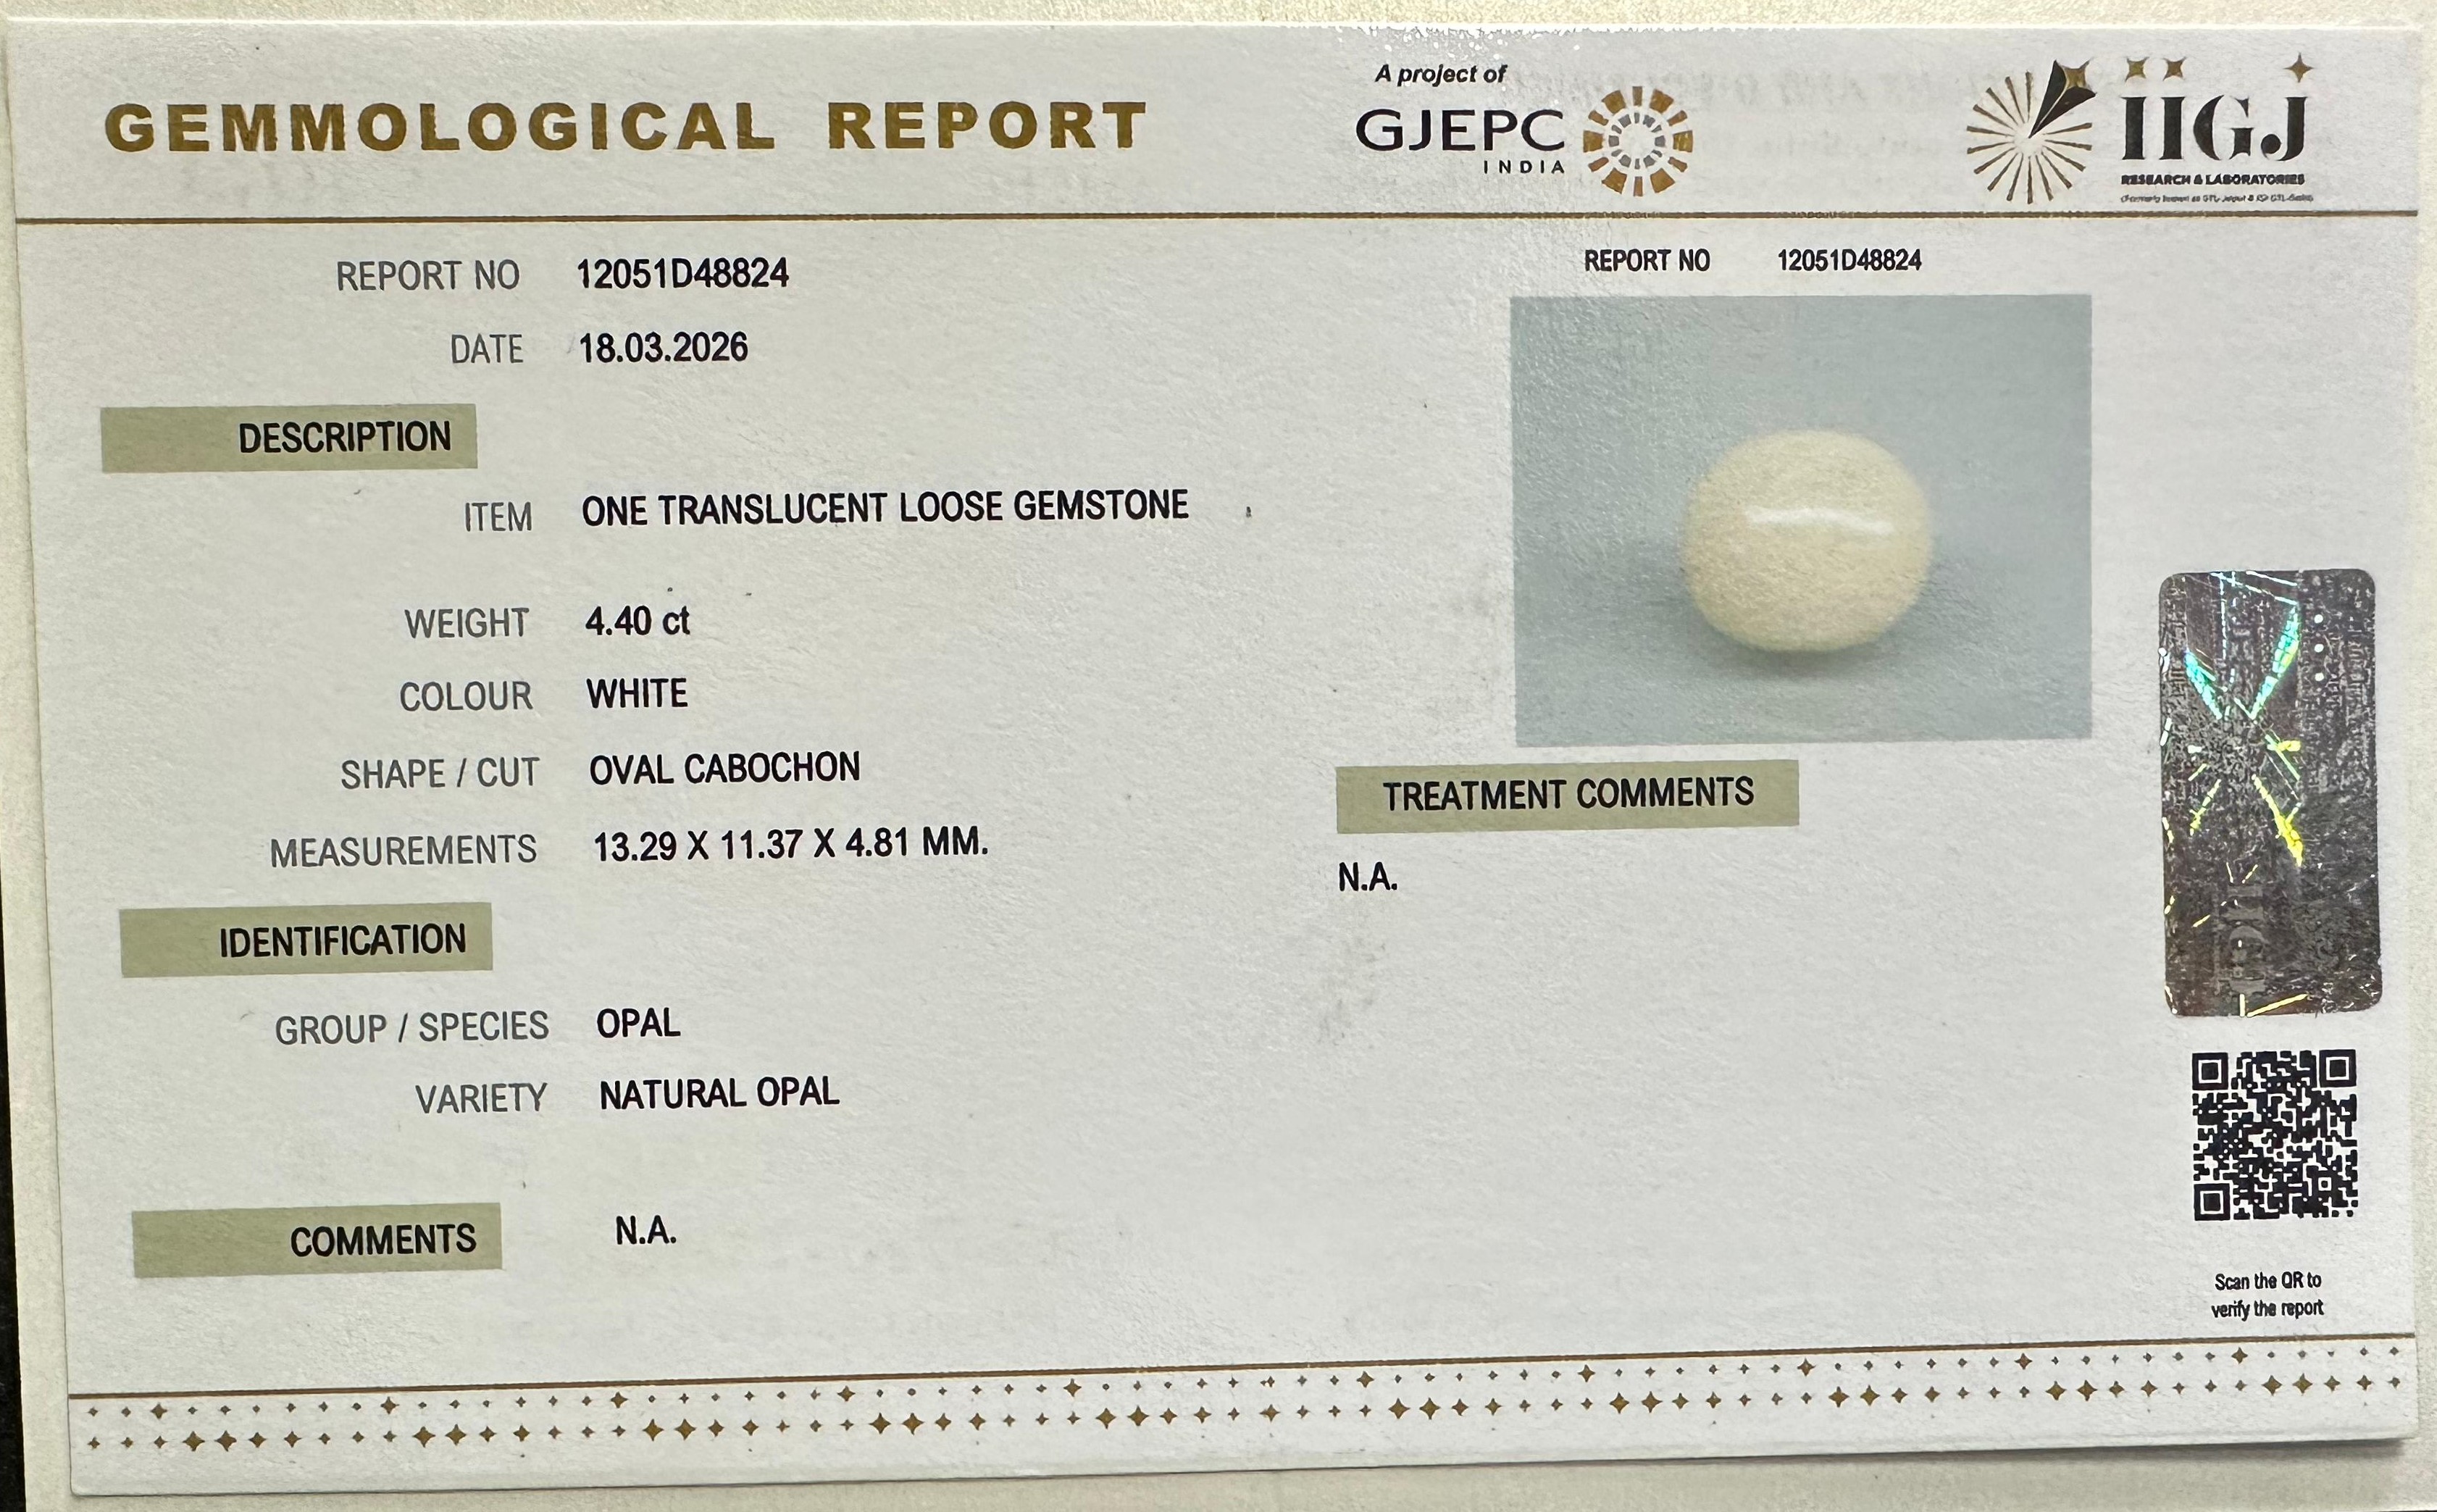 GEMMOLOGICAL REPORT
A project of
GJEPC
INDIA
IIGJ
RESEARCH & LABORATORIES
REPORT NO 12051D48824
DATE 18.03.2026
DESCRIPTION
ITEM ONE TRANSLUCENT LOOSE GEMSTONE
WEIGHT 4.40 ct
COLOUR WHITE
SHAPE / CUT OVAL CABOCHON
MEASUREMENTS 13.29 X 11.37 X 4.81 MM.
IDENTIFICATION
GROUP / SPECIES OPAL
VARIETY NATURAL OPAL
COMMENTS N.A.
REPORT NO 12051D48824
TREATMENT COMMENTS
N.A.
Scan the QR to
verify the report